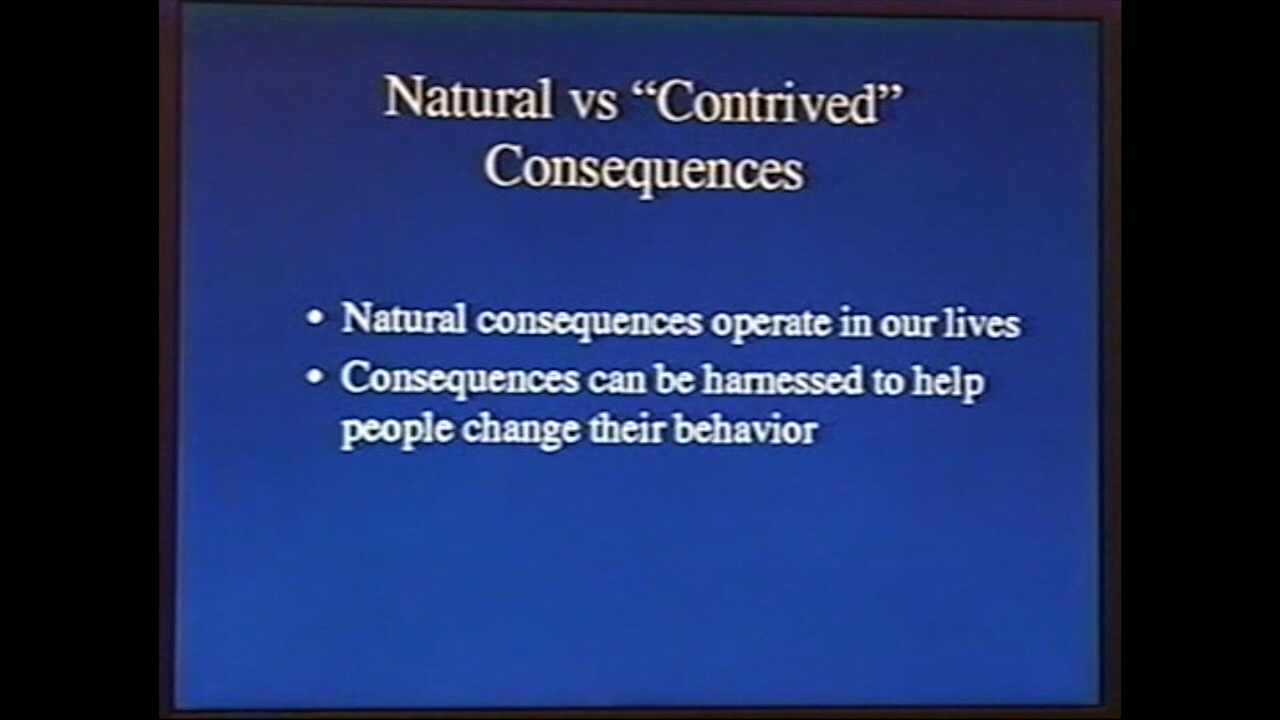 Natural vs “Contrived”
Consequences
• Natural consequences operate in our lives
• Consequences can be harnessed to help
people change their behavior